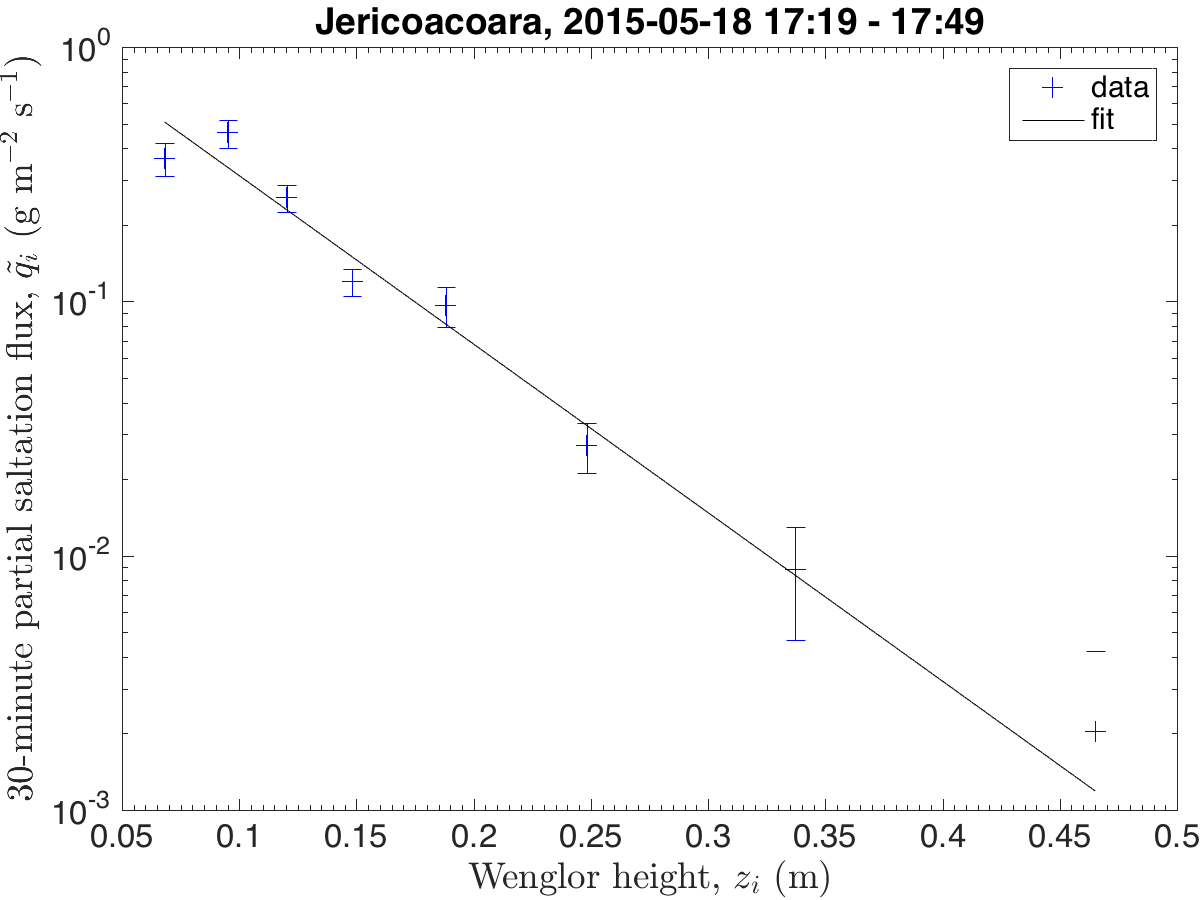 Jericoacoara, 2015-05-18 17:19 - 17:49
10^0
10^-1
10^-2
10^-3
30-minute partial saltation flux, q̃_i (g m^−2 s^−1)
data
fit
0.05 0.1 0.15 0.2 0.25 0.3 0.35 0.4 0.45 0.5
Wenglor height, z_i (m)